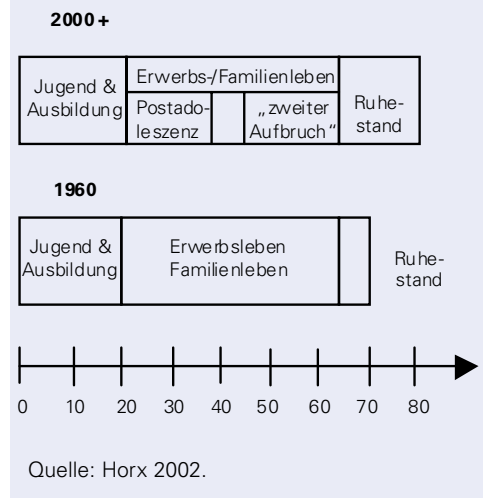 2000+
Jugend &
Ausbildung
Erwerbs-/Familienleben
Postado-
leszenz
„zweiter
Aufbruch“
Ruhe-
stand
1960
Jugend &
Ausbildung
Erwerbsleben
Familienleben
Ruhe-
stand
0 10 20 30 40 50 60 70 80
Quelle: Horx 2002.